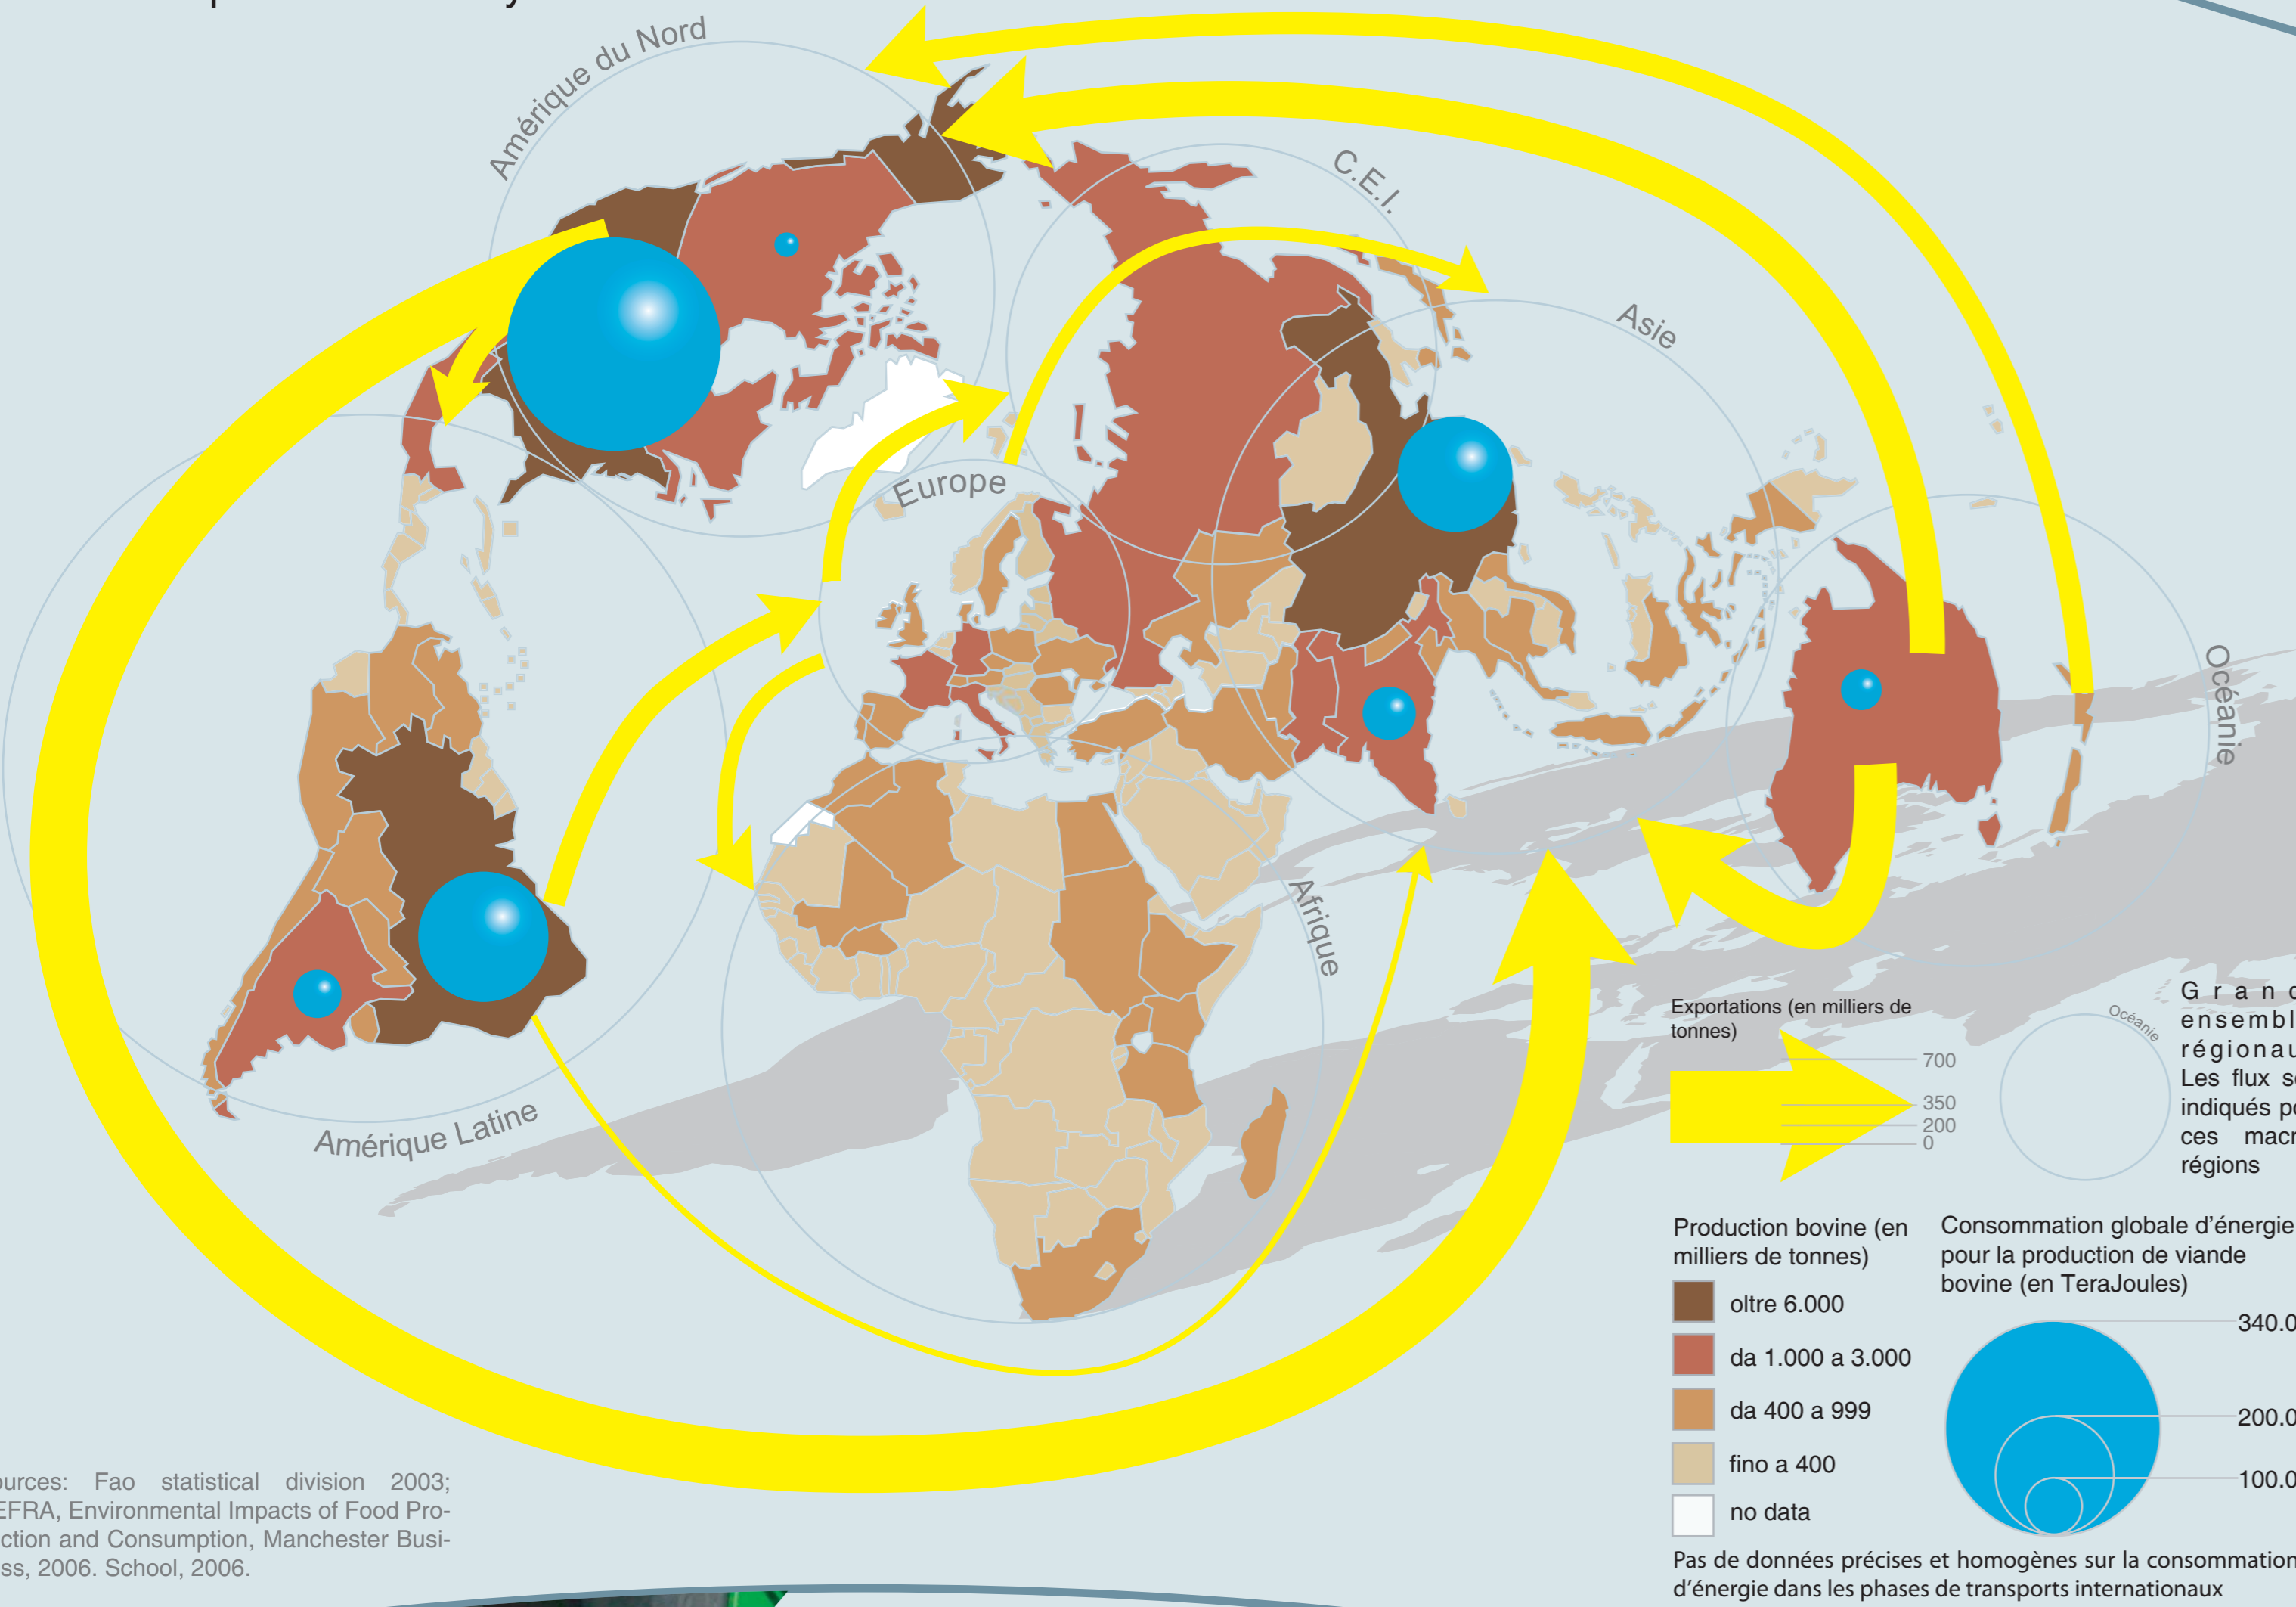 Amérique du Nord
C.E.I.
Asie
Europe
Océanie
Afrique
Amérique Latine
Exportations (en milliers de
tonnes)
700
350
200
0
Océanie
Gran
ensembl
régionau
Les flux s
indiqués p
ces macr
régions
Production bovine (en
milliers de tonnes)
oltre 6.000
da 1.000 a 3.000
da 400 a 999
fino a 400
no data
Consommation globale d’énergie
pour la production de viande
bovine (en TeraJoules)
340.0
200.0
100.0
Pas de données précises et homogènes sur la consommation
d’énergie dans les phases de transports internationaux
ources: Fao statistical division 2003;
EFRA, Environmental Impacts of Food Pro-
ction and Consumption, Manchester Busi-
ss, 2006. School, 2006.